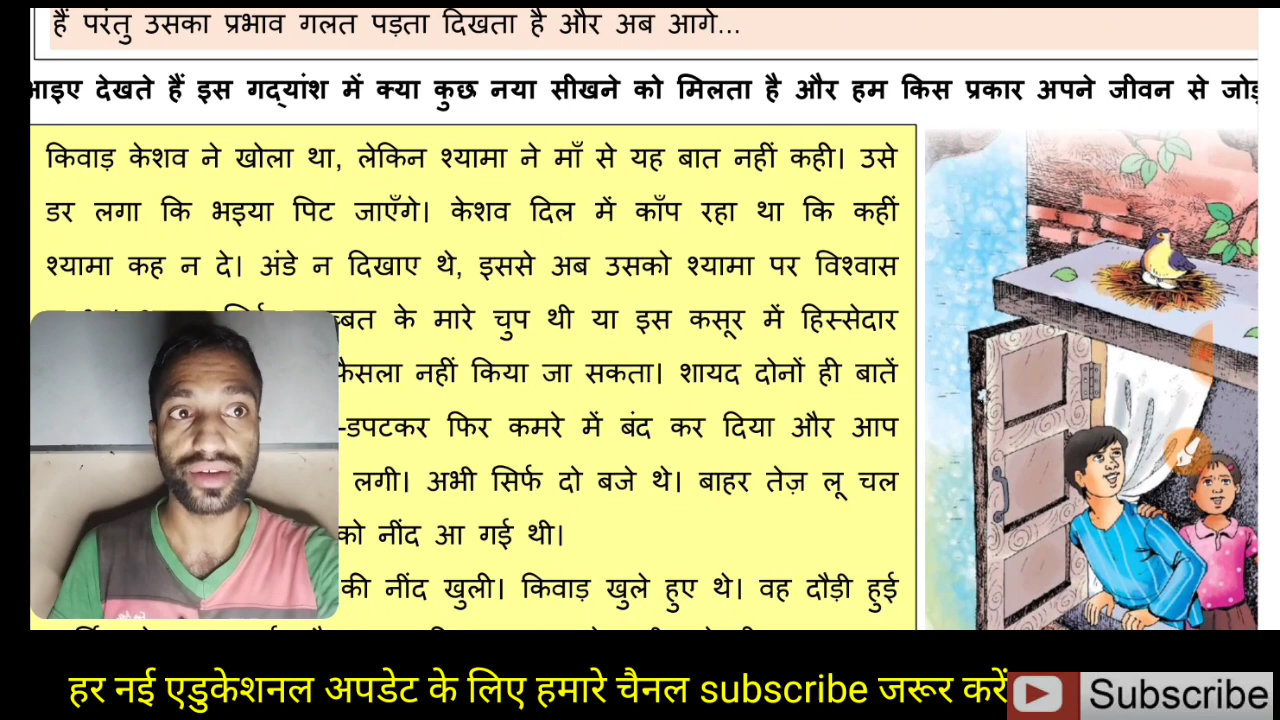 हैं परंतु उसका प्रभाव गलत पड़ता दिखता है और अब आगे...
आइए देखते हैं इस गद्यांश में क्या कुछ नया सीखने को मिलता है और हम किस प्रकार अपने जीवन से
किवाड़ केशव ने खोला था, लेकिन श्यामा ने माँ से यह बात नहीं कही। उसे
डर लगा कि भइया पिट जाएँगे। केशव दिल में काँप रहा था कि कहीं
श्यामा कह न दे। अंडे न दिखाए थे, इससे अब उसको श्यामा पर विश्वास
के मारे चुप थी या इस कसूर में हिस्सेदार
फैसला नहीं किया जा सकता। शायद दोनों ही बातें
-डपटकर फिर कमरे में बंद कर दिया और आप
लगी। अभी सिर्फ दो बजे थे। बाहर तेज़ लू चल
को नींद आ गई थी।
की नींद खुली। किवाड़ खुले हुए थे। वह दौड़ी हुई
हर नई एडुकेशनल अपडेट के लिए हमारे चैनल subscribe जरूर करें
Subscribe